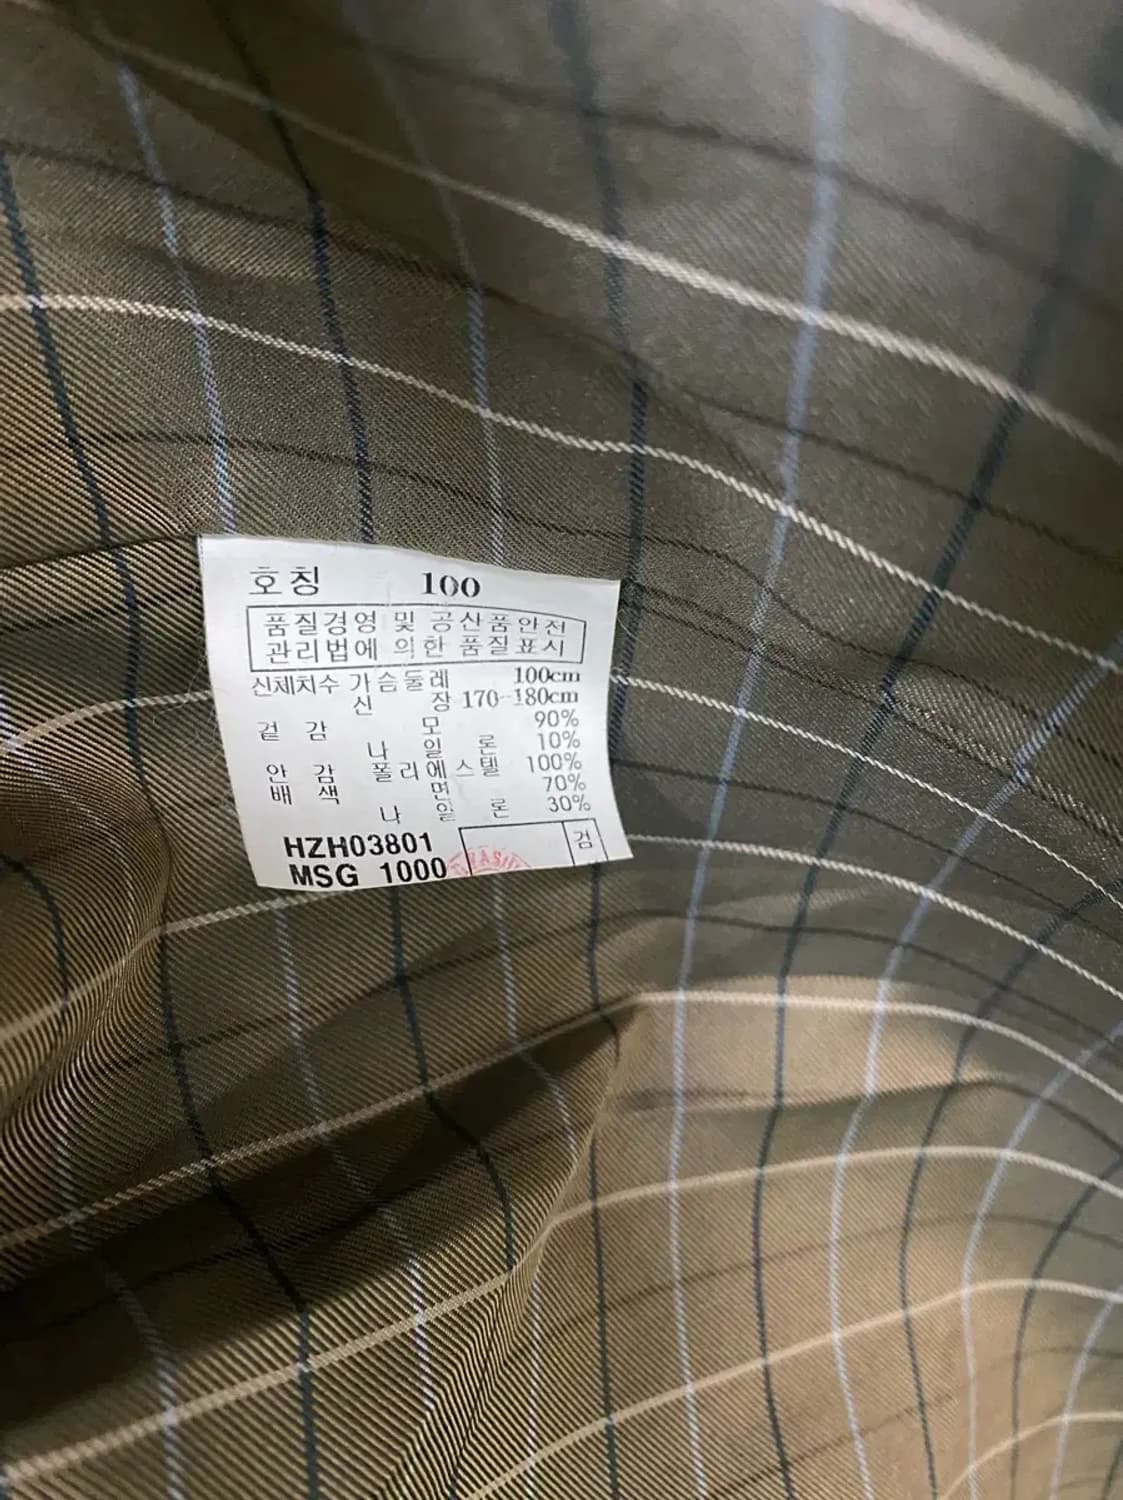 호칭 100
품질경영 및 공산품안전
관리법에 의한 품질표시
신체치수 가슴둘레 100cm
신 장 170-180cm
겉 감 모 90%
나 일 론 10%
안 감 폴리에스텔 100%
배 색 면 70%
나 일 론 30%
HZH03801 검
MSG 1000